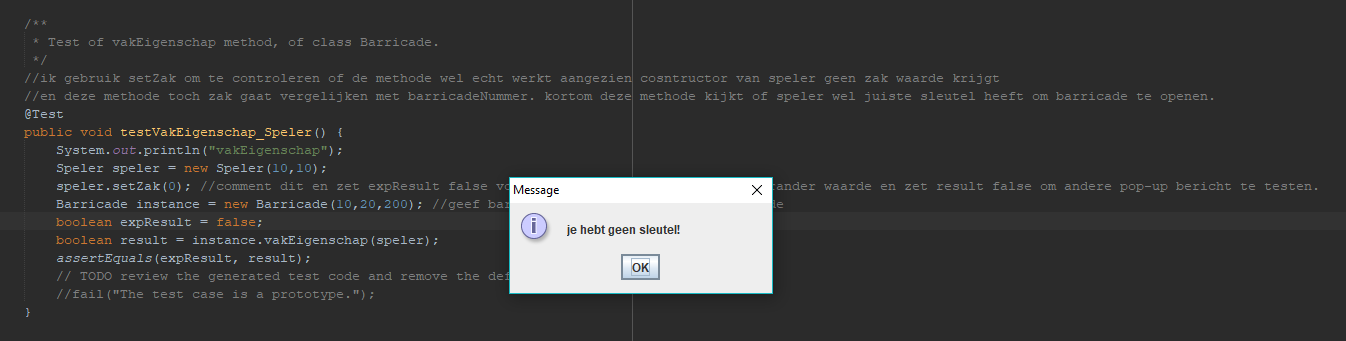 /**
* Test of vakEigenschap method, of class Barricade.
*/
//ik gebruik setZak om te controleren of de methode wel echt werkt aangezien cosntructor van speler geen zak waarde krijgt
//en deze methode toch zak gaat vergelijken met barricadeNummer. kortom deze methode kijkt of speler wel juiste sleutel heeft om barricade te openen.
@Test
public void testVakEigenschap_Speler() {
System.out.println("vakEigenschap");
Speler speler = new Speler(10,10);
speler.setZak(0); //comment dit en zet expResult false vo ander waarde en zet result false om andere pop-up bericht te testen.
Barricade instance = new Barricade(10,20,200); //geef bar de
boolean expResult = false;
boolean result = instance.vakEigenschap(speler);
assertEquals(expResult, result);
// TODO review the generated test code and remove the def
//fail("The test case is a prototype.");
}
Message
je hebt geen sleutel!
OK